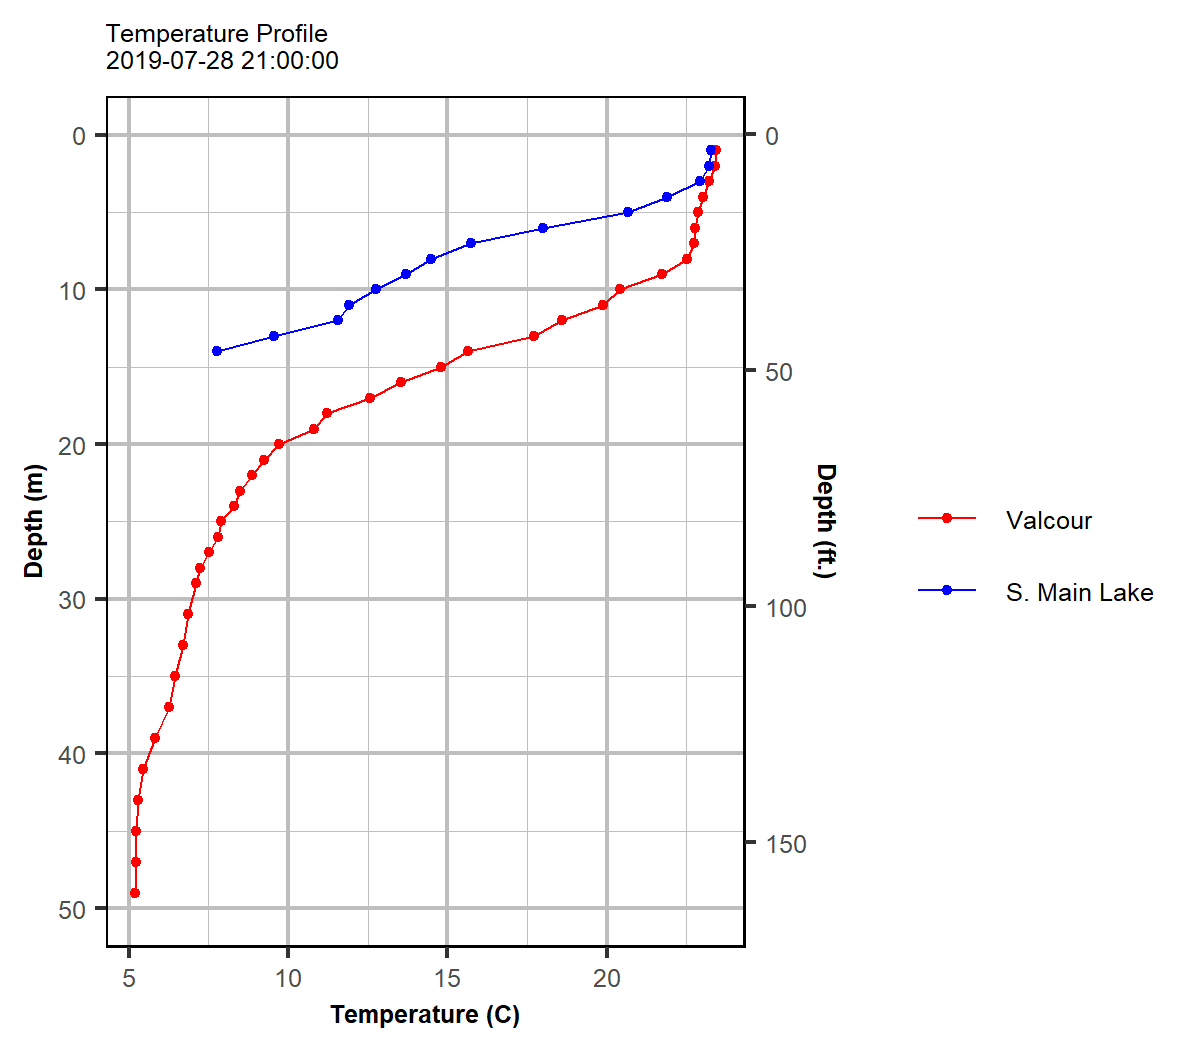 Temperature Profile
2019-07-28 21:00:00
0
10
20
30
40
50
Depth (m)
0
50
100
150
Depth (ft.)
5 10 15 20
Temperature (C)
Valcour
S. Main Lake